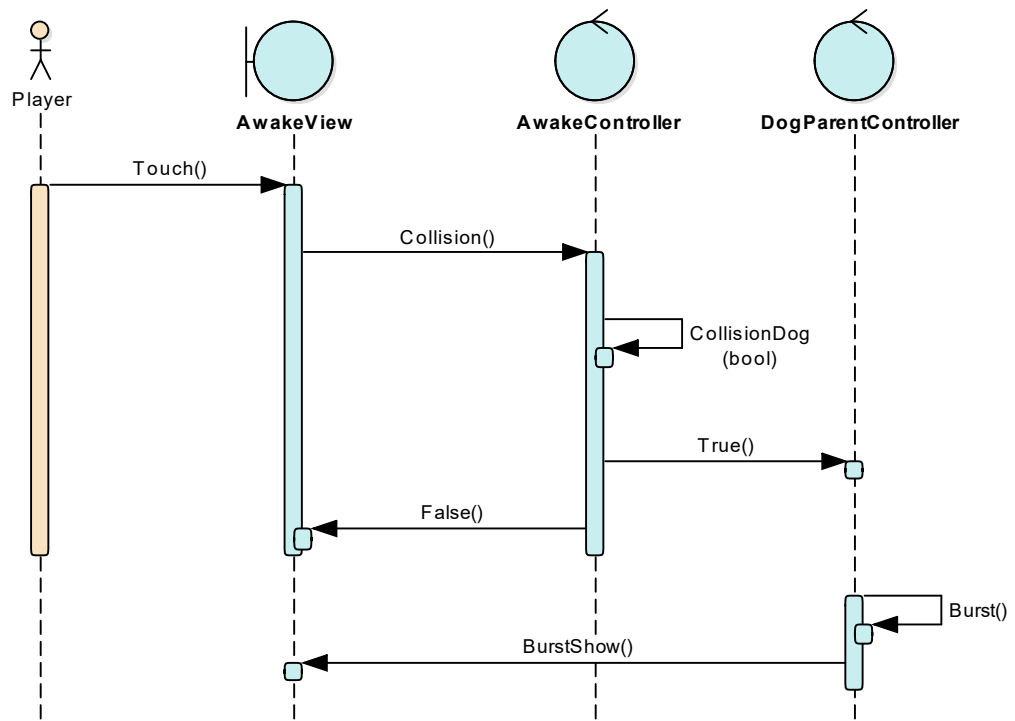 Player
AwakeView
AwakeController
DogParentController
Touch()
Collision()
CollisionDog
(bool)
True()
False()
Burst()
BurstShow()